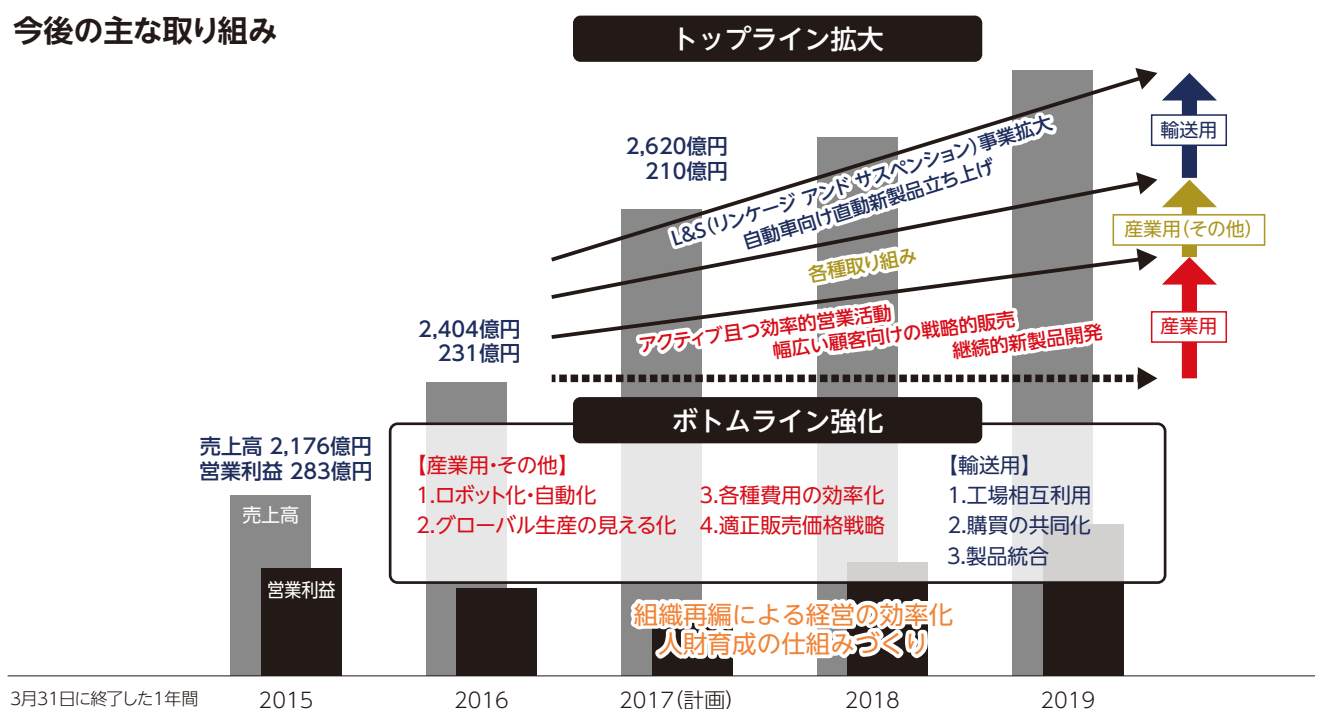 今後の主な取り組み
トップライン拡大
輸送用
2,620億円
210億円
L&S(リンケージ アンド サスペンション)事業拡大
自動車向け直動新製品立ち上げ
産業用(その他)
各種取り組み
2,404億円
231億円
産業用
アクティブ且つ効率的営業活動
幅広い顧客向けの戦略的販売
継続的新製品開発
ボトムライン強化
売上高 2,176億円
営業利益 283億円
【産業用・その他】
1.ロボット化・自動化
2.グローバル生産の見える化
3.各種費用の効率化
4.適正販売価格戦略
【輸送用】
1.工場相互利用
2.購買の共同化
3.製品統合
売上高
営業利益
組織再編による経営の効率化
人財育成の仕組みづくり
3月31日に終了した1年間
2015
2016
2017(計画)
2018
2019